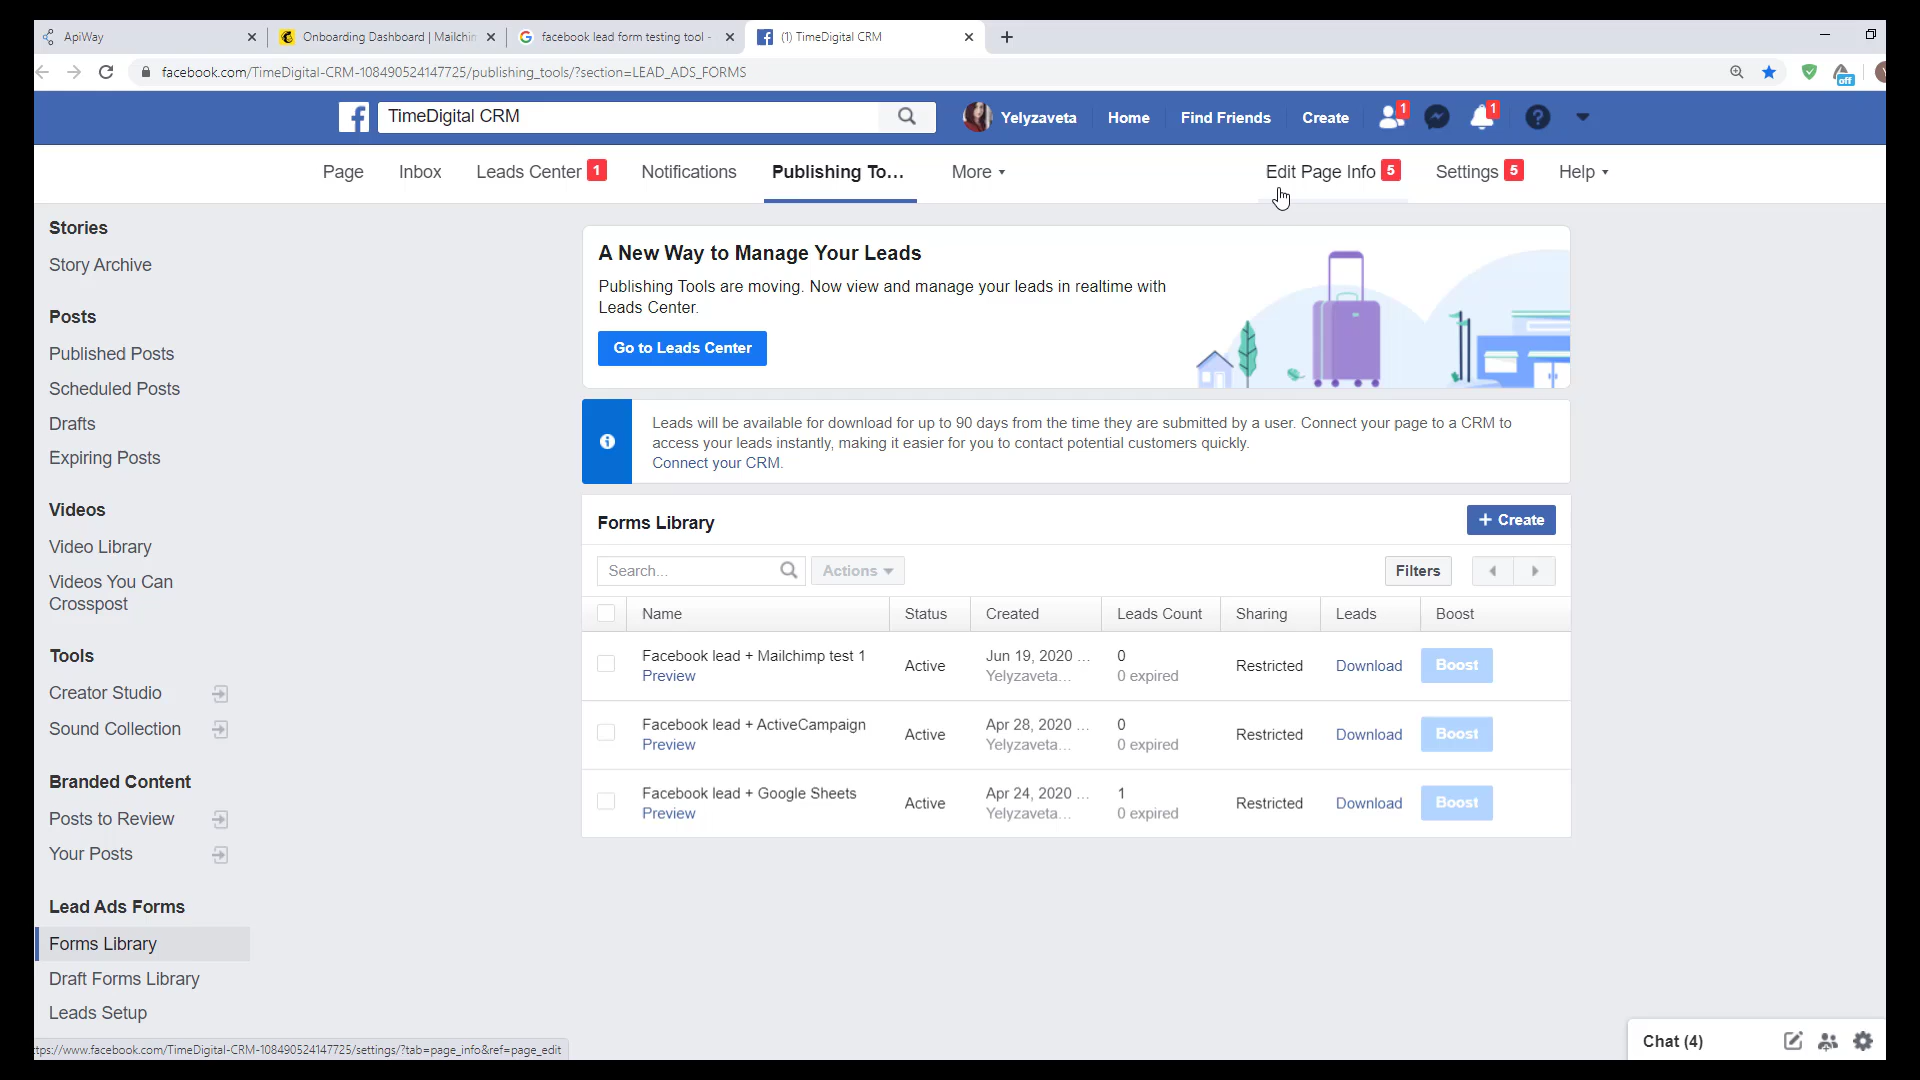 ApiWay
Onboarding Dashboard | Mailchim
facebook lead form testing tool -
(1) TimeDigital CRM
facebook.com/TimeDigital-CRM-108490524147725/publishing_tools/?section=LEAD_ADS_FORMS
off
TimeDigital CRM
Yelyzaveta
Home
Find Friends
Create
1
1
Page
Inbox
Leads Center 1
Notifications
Publishing To...
More
Edit Page Info 5
Settings 5
Help
Stories
Story Archive
Posts
Published Posts
Scheduled Posts
Drafts
Expiring Posts
Videos
Video Library
Videos You Can
Crosspost
Tools
Creator Studio
Sound Collection
Branded Content
Posts to Review
Your Posts
Lead Ads Forms
Forms Library
Draft Forms Library
Leads Setup
A New Way to Manage Your Leads
Publishing Tools are moving. Now view and manage your leads in realtime with
Leads Center.
Go to Leads Center
Leads will be available for download for up to 90 days from the time they are submitted by a user. Connect your page to a CRM to
access your leads instantly, making it easier for you to contact potential customers quickly.
Connect your CRM.
Forms Library
+ Create
Search...
Actions
Filters
Name Status Created Leads Count Sharing Leads Boost
Facebook lead + Mailchimp test 1 Active Jun 19, 2020 ... 0 Restricted Download Boost
Preview Yelyzaveta... 0 expired
Facebook lead + ActiveCampaign Active Apr 28, 2020 ... 0 Restricted Download Boost
Preview Yelyzaveta... 0 expired
Facebook lead + Google Sheets Active Apr 24, 2020 ... 1 Restricted Download Boost
Preview Yelyzaveta... 0 expired
ttps://www.facebook.com/TimeDigital-CRM-108490524147725/settings/?tab=page_info&ref=page_edit
Chat (4)